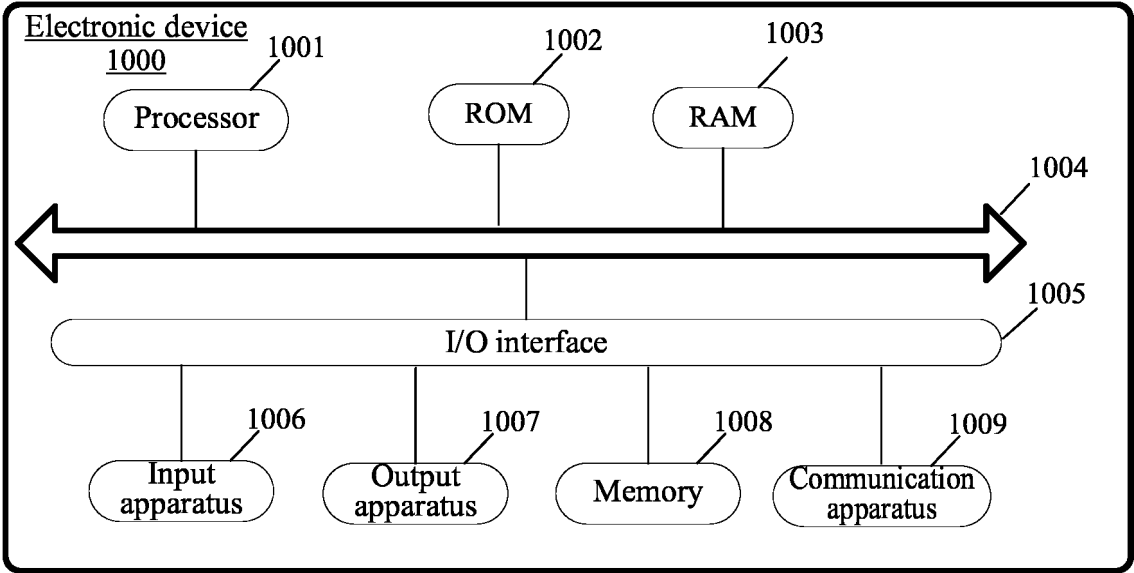 Electronic device
1000
1001
1002
1003
Processor
ROM
RAM
1004
1005
I/O interface
1006
1007
1008
1009
Input
apparatus
Output
apparatus
Memory
Communication
apparatus